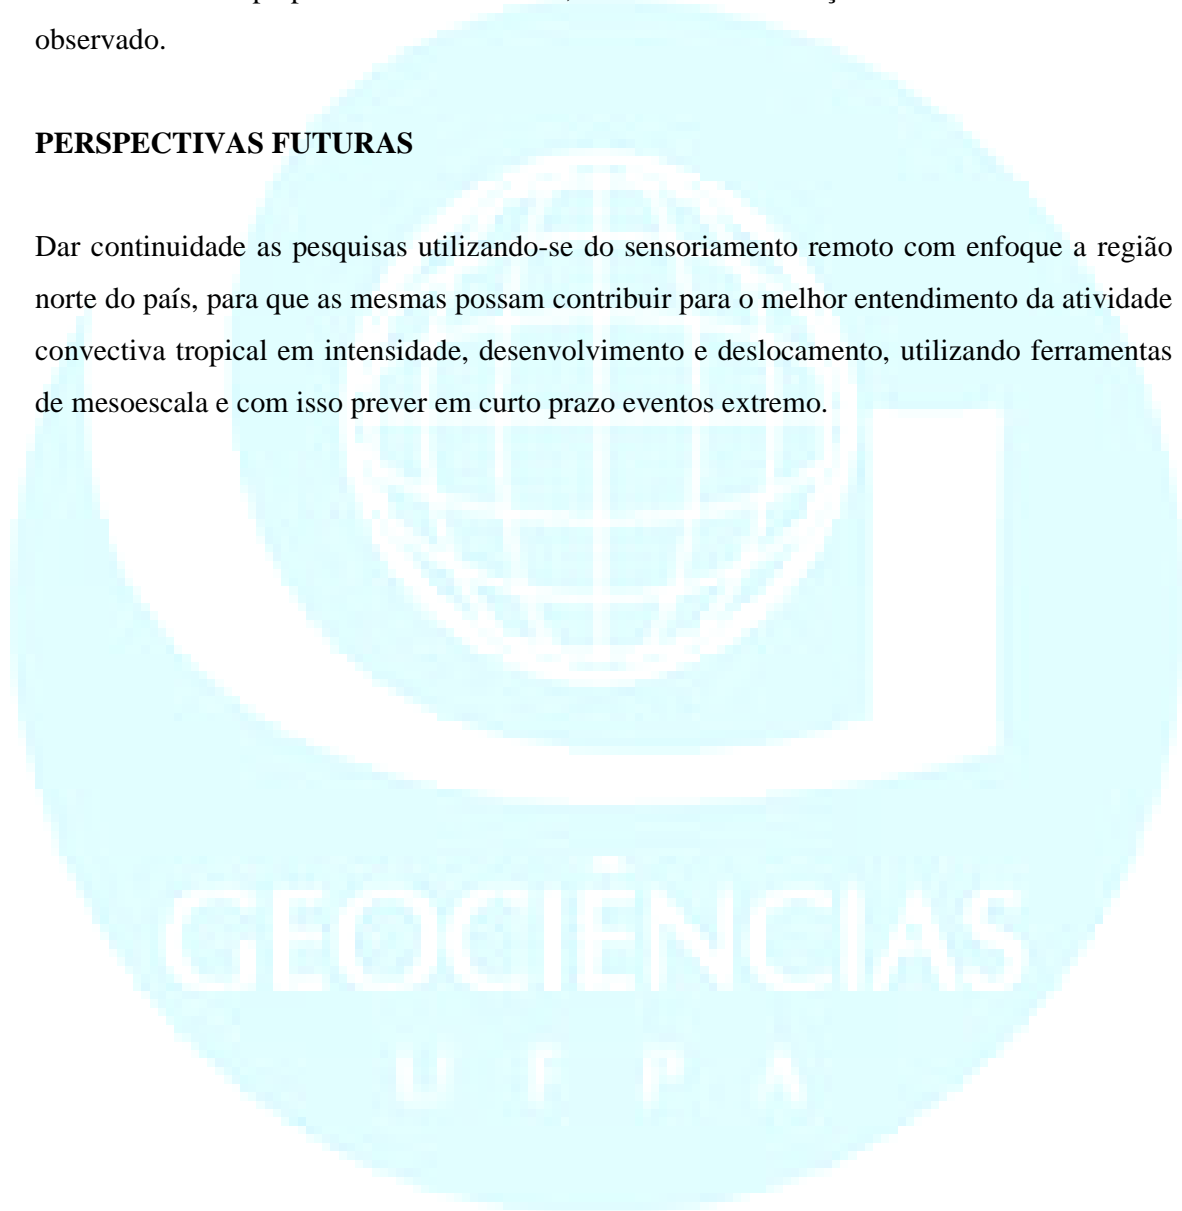 observado.
PERSPECTIVAS FUTURAS
Dar continuidade as pesquisas utilizando-se do sensoriamento remoto com enfoque a região
norte do país, para que as mesmas possam contribuir para o melhor entendimento da atividade
convectiva tropical em intensidade, desenvolvimento e deslocamento, utilizando ferramentas
de mesoescala e com isso prever em curto prazo eventos extremo.
GEOCIÊNCIAS
UFPA